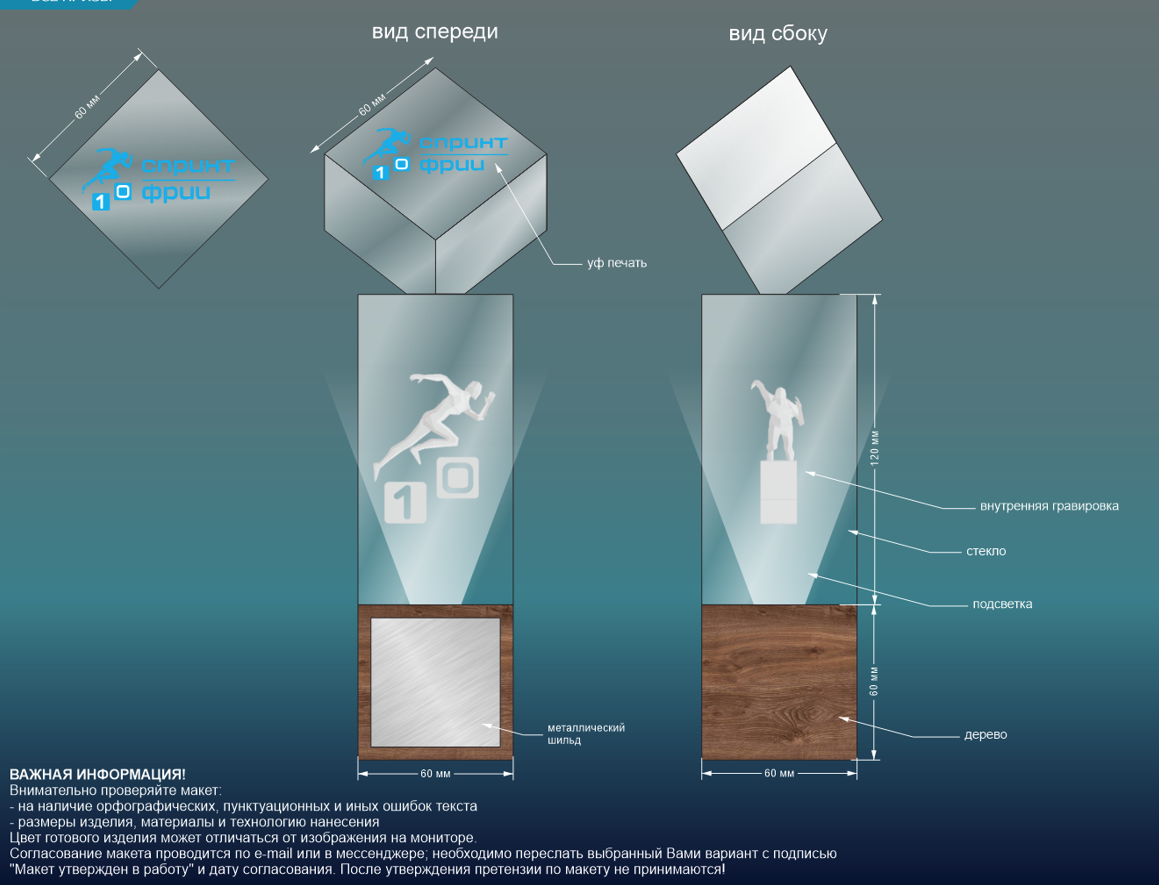 вид спереди
вид сбоку
60 мм
60 мм
спринт
фрии
10
спринт
фрии
10
уф печать
10
120 мм
внутренняя гравировка
стекло
подсветка
60 мм
металлический
шильд
дерево
60 мм
60 мм
ВАЖНАЯ ИНФОРМАЦИЯ!
Внимательно проверяйте макет:
- на наличие орфографических, пунктуационных и иных ошибок текста
- размеры изделия, материалы и технологию нанесения
Цвет готового изделия может отличаться от изображения на мониторе.
Согласование макета проводится по e-mail или в мессенджере; необходимо переслать выбранный Вами вариант с подписью
"Макет утвержден в работу" и дату согласования. После утверждения претензии по макету не принимаются!